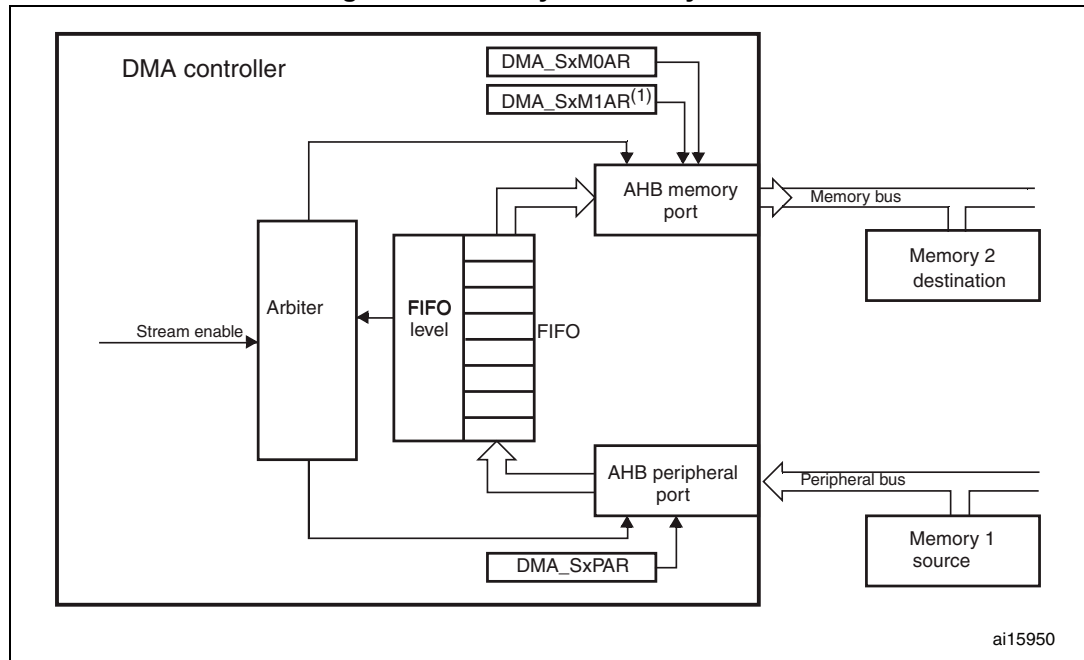 DMA controller
DMA_SxM0AR
DMA_SxM1AR(1)
AHB memory
port
Memory bus
Memory 2
destination
Arbiter
FIFO
level
FIFO
Stream enable
AHB peripheral
port
Peripheral bus
DMA_SxPAR
Memory 1
source
ai15950